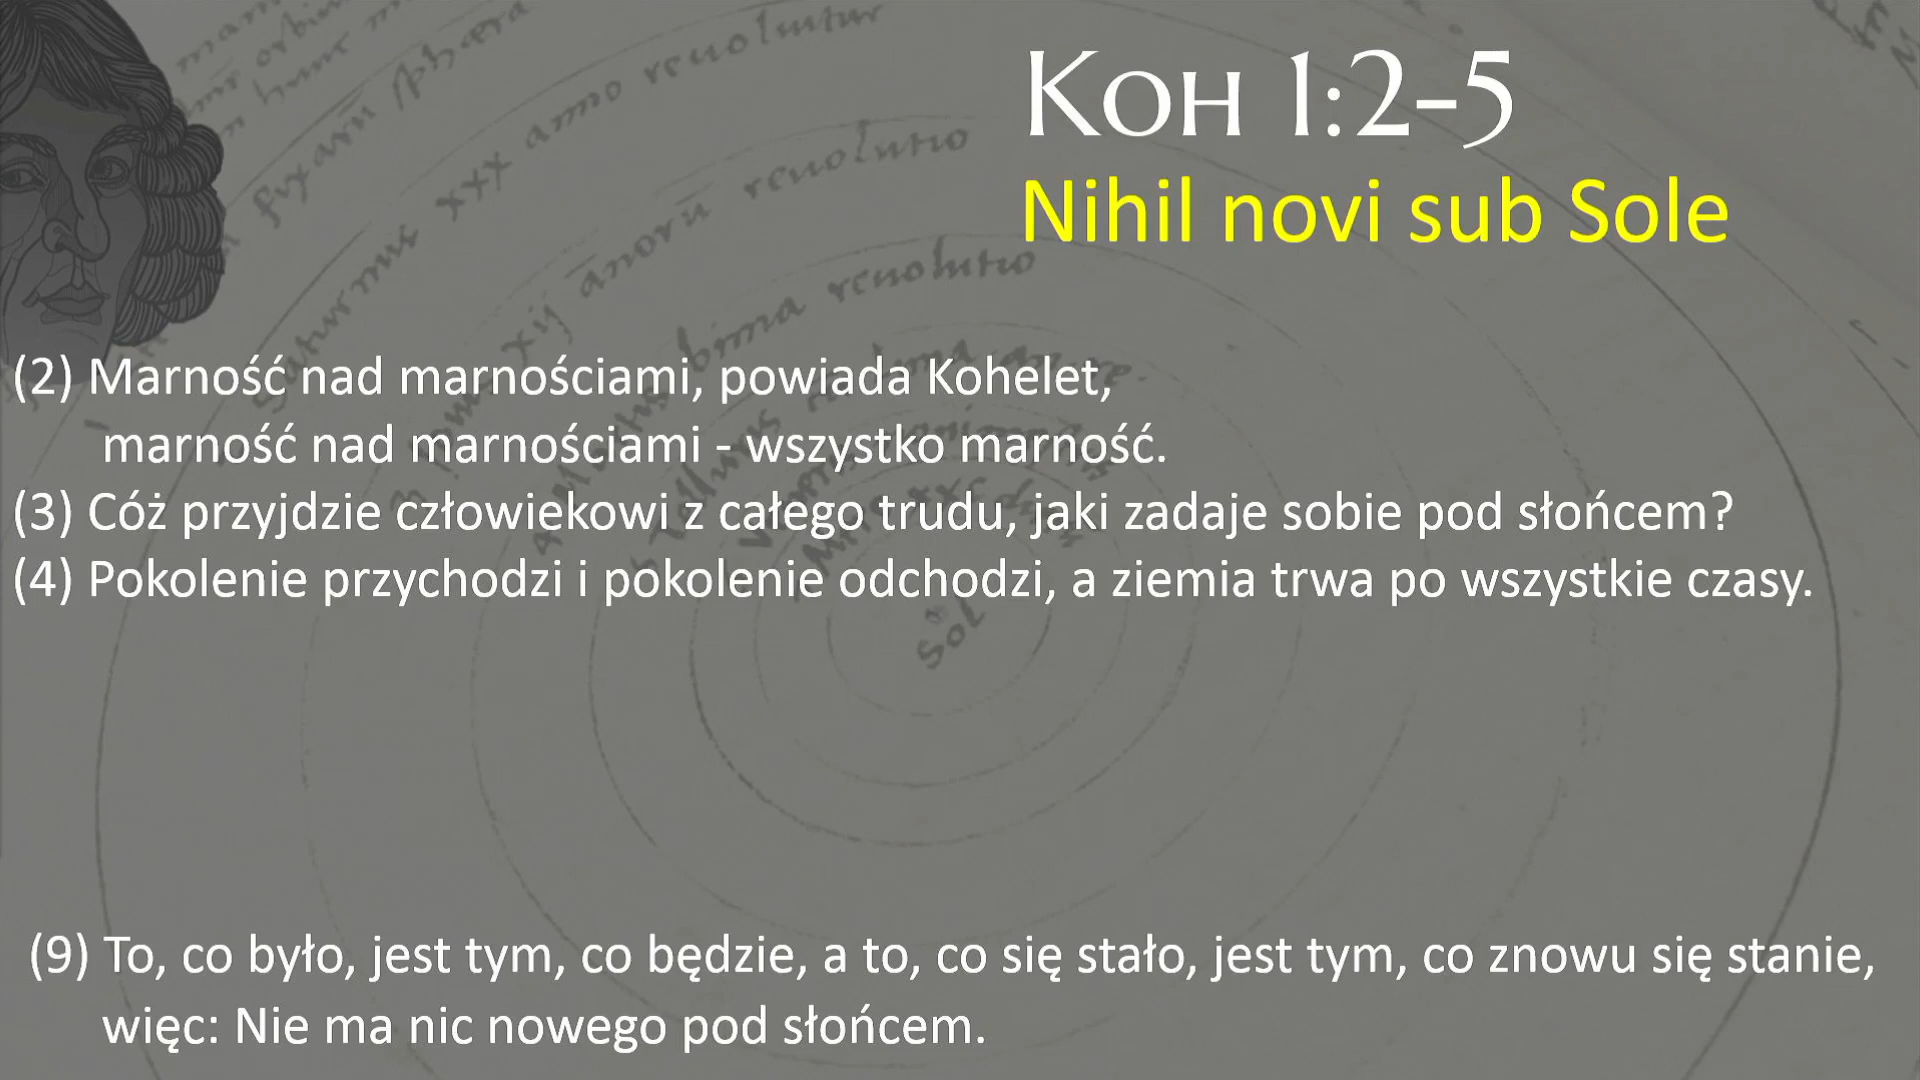 Koh 1:2-5
Nihil novi sub Sole
(2) Marność nad marnościami, powiada Kohelet,
marność nad marnościami - wszystko marność.
(3) Cóż przyjdzie człowiekowi z całego trudu, jaki zadaje sobie pod słońcem?
(4) Pokolenie przychodzi i pokolenie odchodzi, a ziemia trwa po wszystkie czasy.
(9) To, co było, jest tym, co będzie, a to, co się stało, jest tym, co znowu się stanie,
więc: Nie ma nic nowego pod słońcem.
revolutio
revolutio
Sol